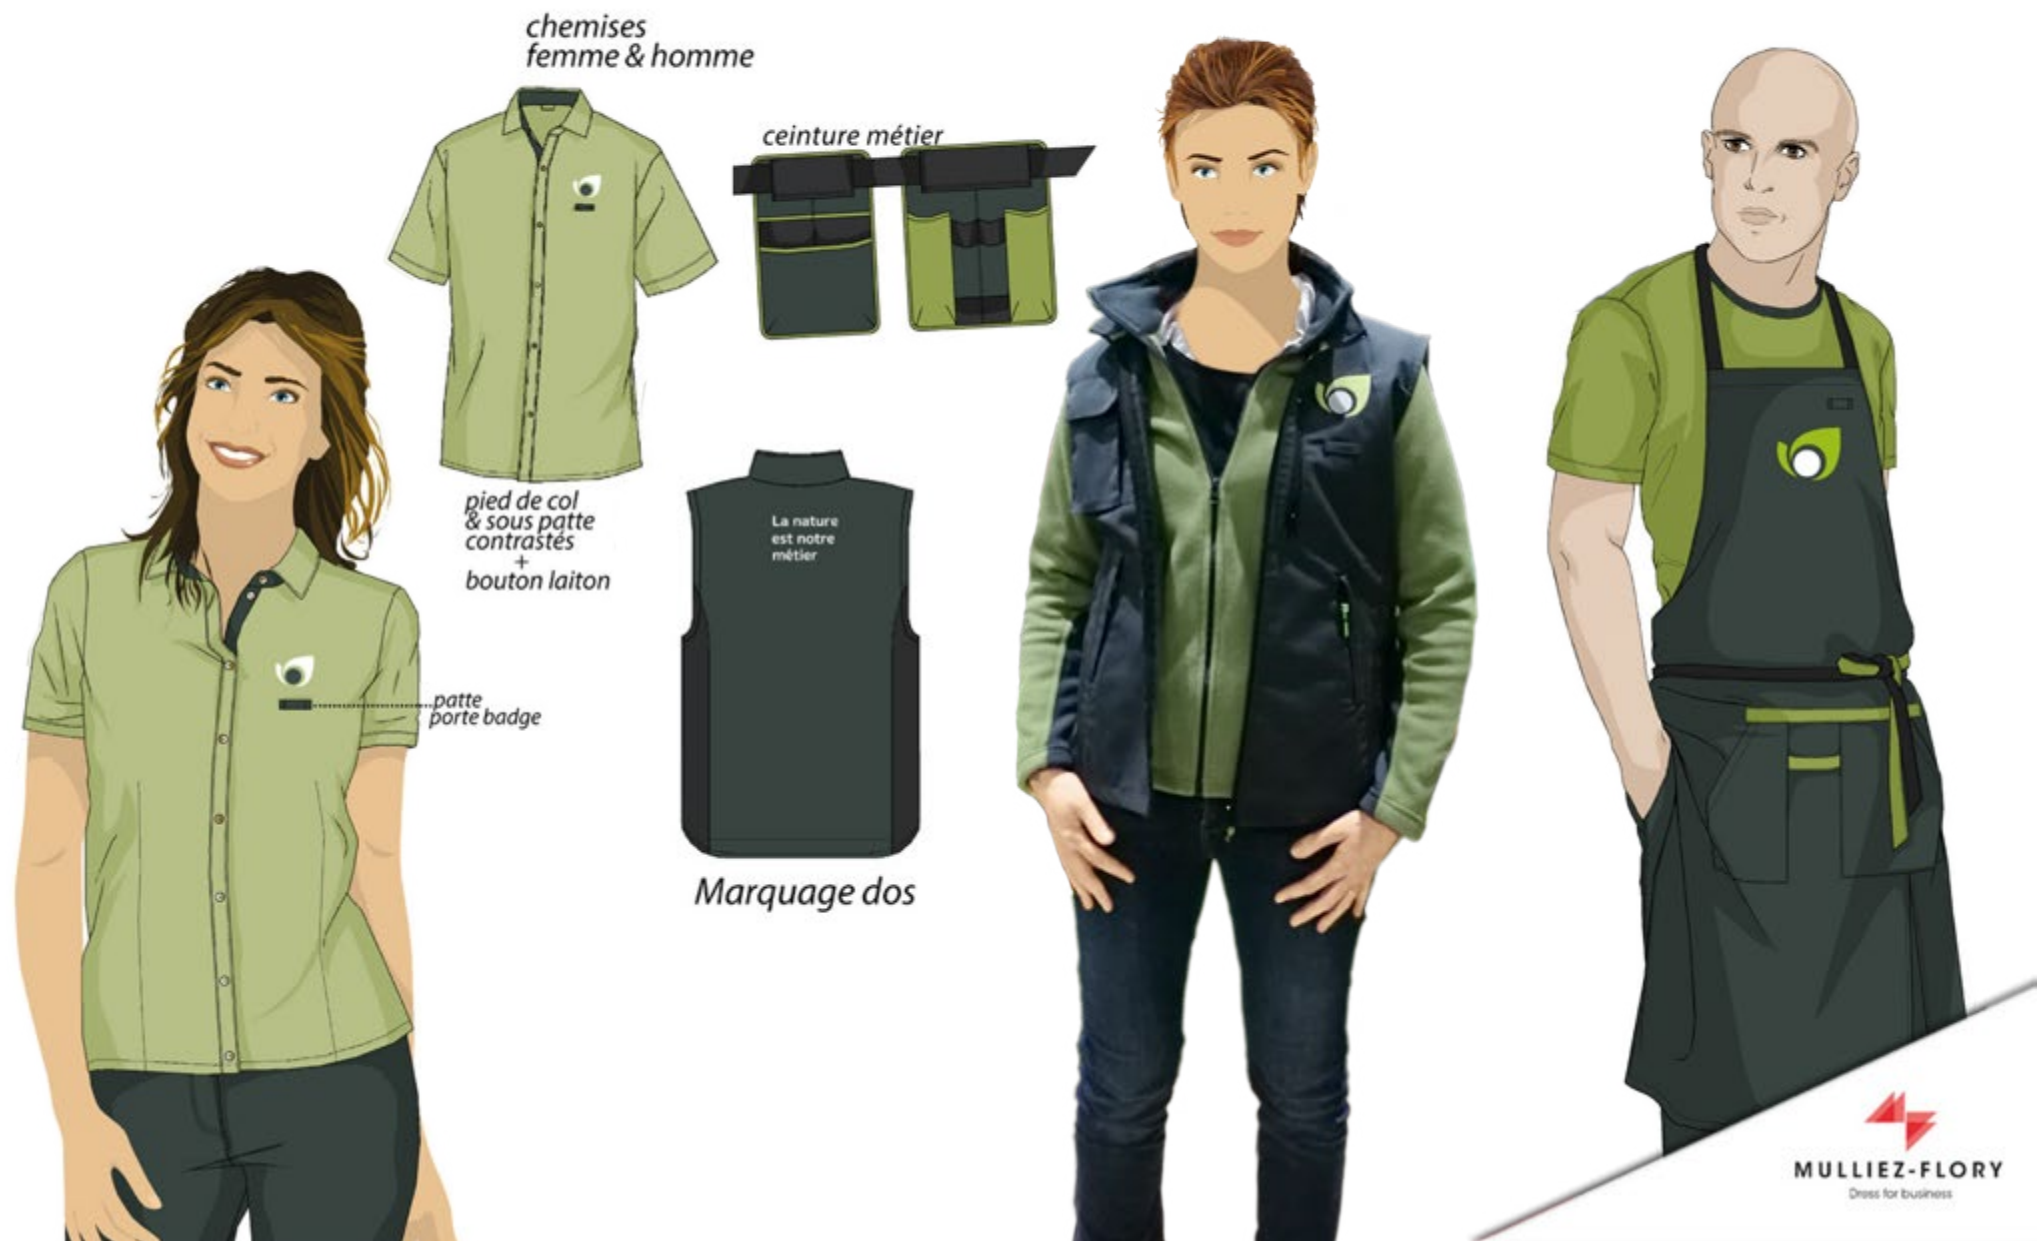 chemises
femme & homme
ceinture métier
pied de col
& sous patte
contrastés
+
bouton laiton
La nature
est notre
métier
patte
porte badge
Marquage dos
MULLIEZ-FLORY
Dress for business